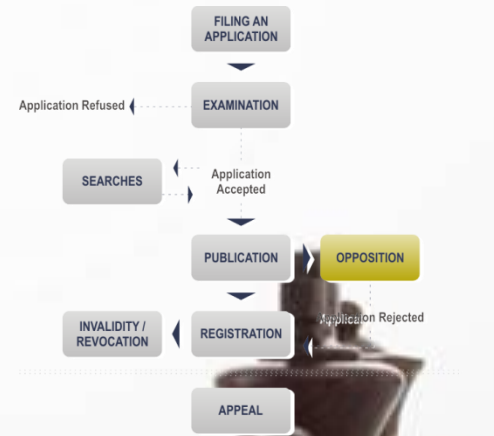 FILING AN
APPLICATION
Application Refused
EXAMINATION
SEARCHES
Application
Accepted
PUBLICATION
OPPOSITION
Application Rejected
INVALIDITY /
REVOCATION
REGISTRATION
APPEAL